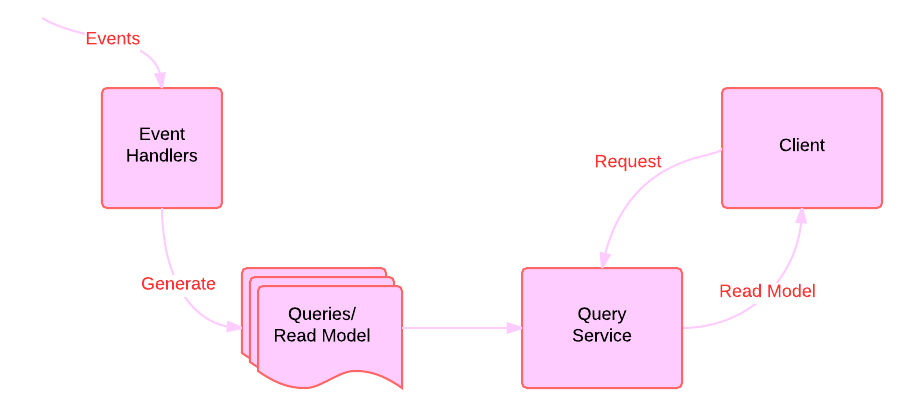 Events
Event
Handlers
Client
Request
Generate
Queries/
Read Model
Query
Service
Read Model